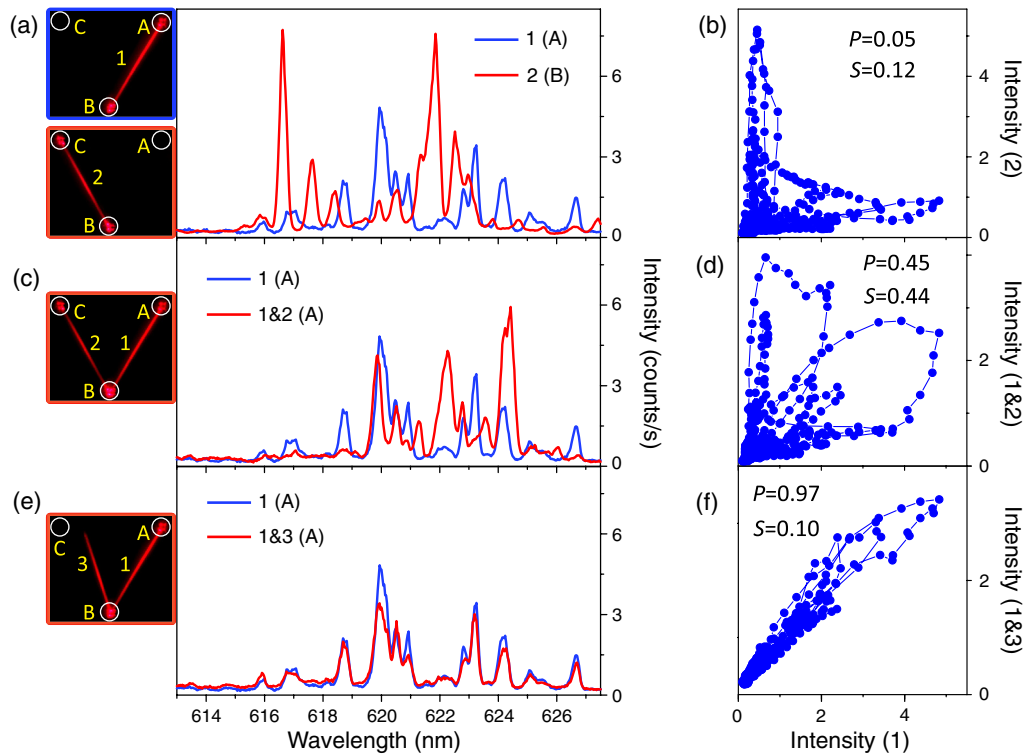 (a)
C
A
1
B
C
A
2
B
1 (A)
2 (B)
6
3
0
(b)
P=0.05
S=0.12
4
2
0
Intensity (2)
(c)
C
A
2
1
B
1 (A)
1&2 (A)
6
3
0
Intensity (counts/s)
(d)
P=0.45
S=0.44
2
0
Intensity (1&2)
(e)
C
A
3
1
B
1 (A)
1&3 (A)
6
3
0
614 616 618 620 622 624 626
Wavelength (nm)
(f)
P=0.97
S=0.10
2
0
Intensity (1&3)
0 2 4
Intensity (1)